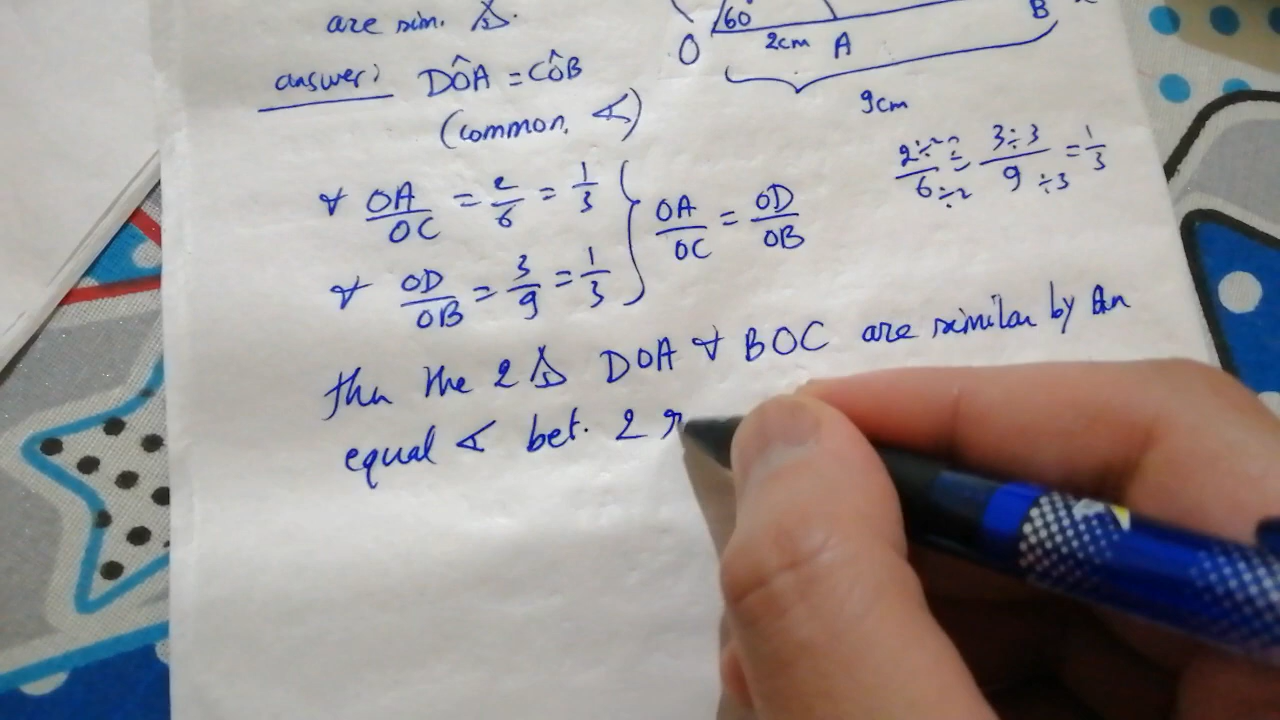 are sim. ⧍s.
60°
O 2cm A B
9cm
answer: DÔA = CÔB
(common ∢)
2÷2/6÷2 = 3÷3/9÷3 = 1/3
* OA/OC = 2/6 = 1/3
* OD/OB = 3/9 = 1/3
} OA/OC = OD/OB
then the 2 ⧍s DOA & BOC are similar by an
equal ∢ bet. 2